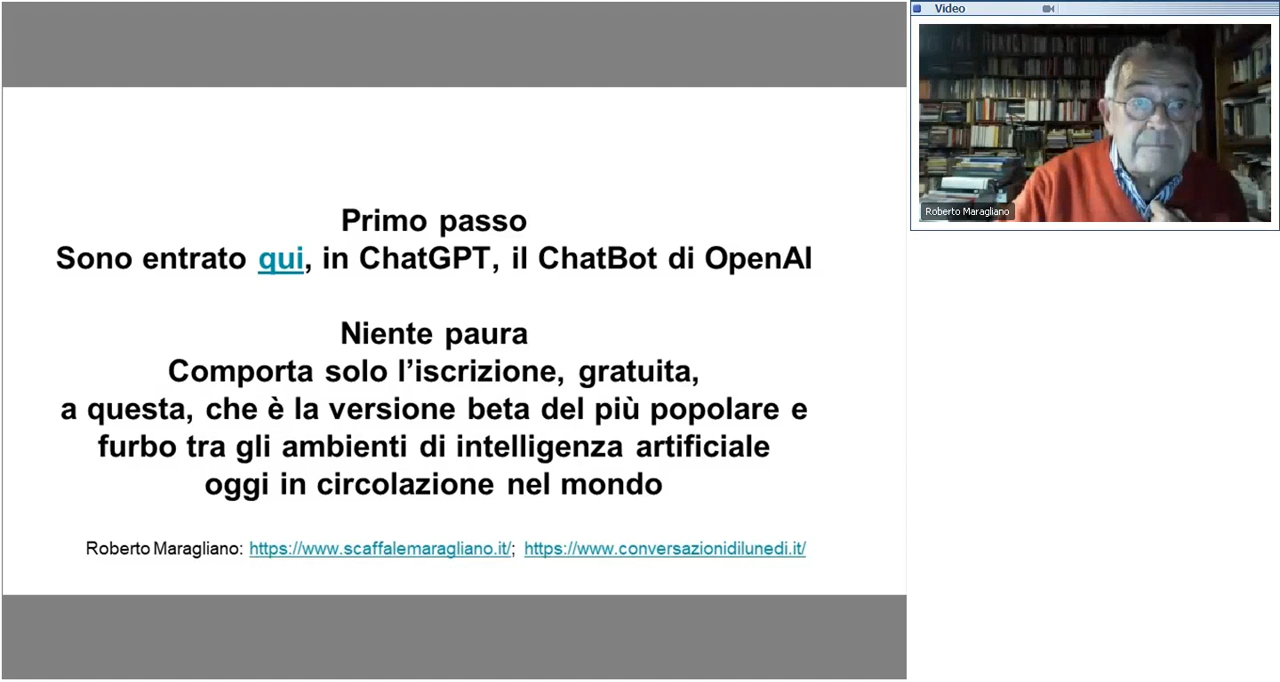 Primo passo
Sono entrato qui, in ChatGPT, il ChatBot di OpenAI
Niente paura
Comporta solo l’iscrizione, gratuita,
a questa, che è la versione beta del più popolare e
furbo tra gli ambienti di intelligenza artificiale
oggi in circolazione nel mondo
Roberto Maragliano: https://www.scaffalemaragliano.it/; https://www.conversazionidilunedi.it/
Video
Roberto Maragliano